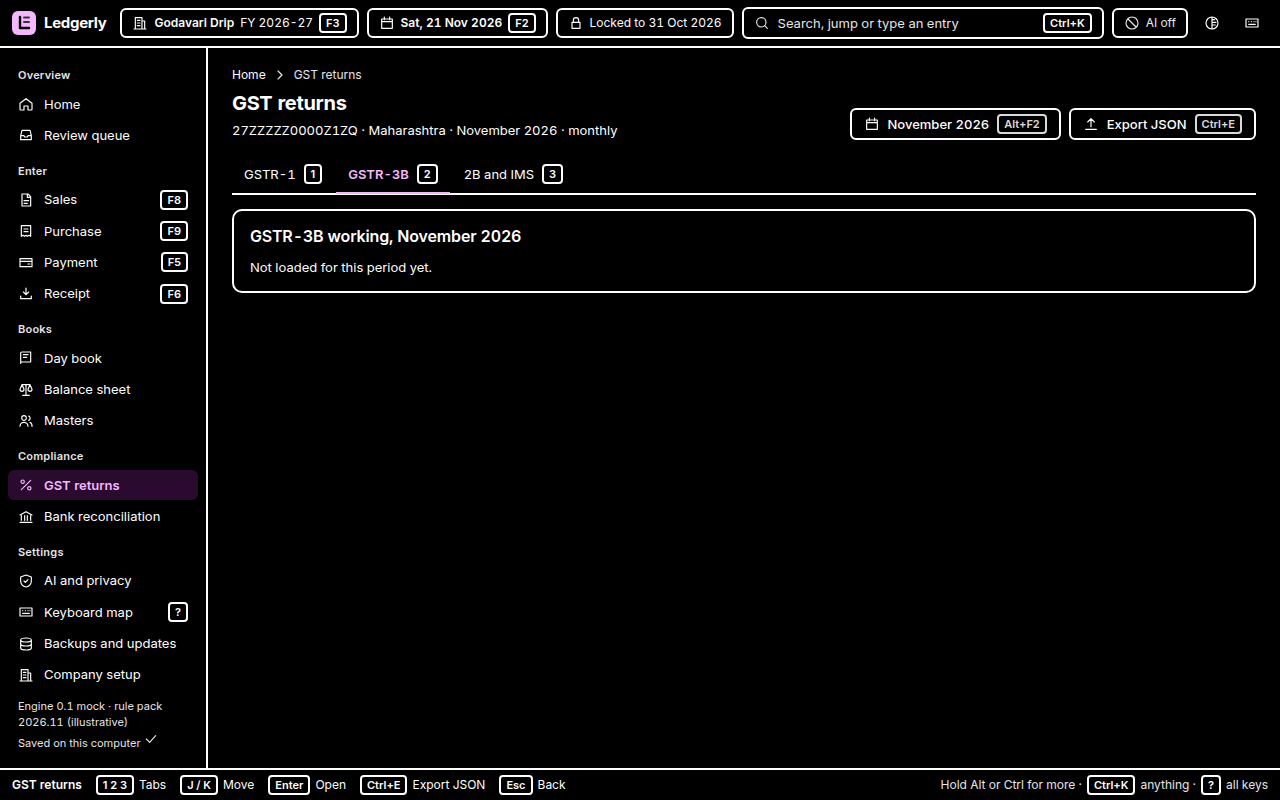 Ledgerly
Godavari Drip FY 2026-27 F3
Sat, 21 Nov 2026 F2
Locked to 31 Oct 2026
Search, jump or type an entry Ctrl+K
AI off
Overview
Home
Review queue
Enter
Sales F8
Purchase F9
Payment F5
Receipt F6
Books
Day book
Balance sheet
Masters
Compliance
GST returns
Bank reconciliation
Settings
AI and privacy
Keyboard map ?
Backups and updates
Company setup
Engine 0.1 mock · rule pack
2026.11 (illustrative)
Saved on this computer
Home > GST returns
GST returns
27ZZZZZ0000Z1ZQ · Maharashtra · November 2026 · monthly
November 2026 Alt+F2
Export JSON Ctrl+E
GSTR-1 1
GSTR-3B 2
2B and IMS 3
GSTR-3B working, November 2026
Not loaded for this period yet.
GST returns 1 2 3 Tabs J / K Move Enter Open Ctrl+E Export JSON Esc Back
Hold Alt or Ctrl for more · Ctrl+K anything · ? all keys